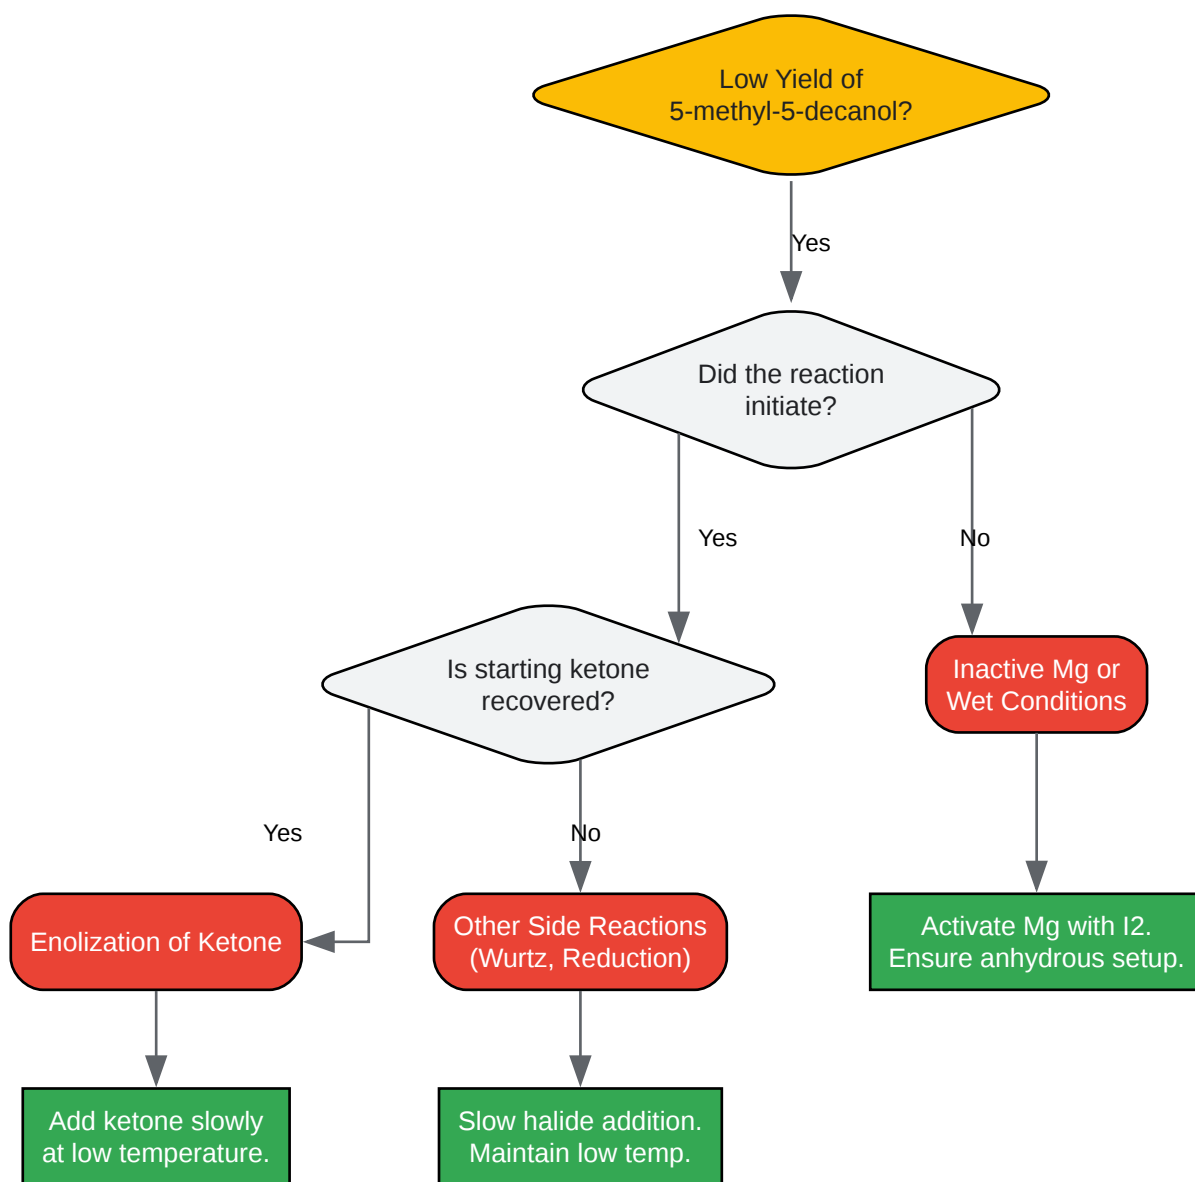 Low Yield of
5-methyl-5-decanol?
Yes
Did the reaction
initiate?
Yes
No
Is starting ketone
recovered?
Inactive Mg or
Wet Conditions
Yes
No
Enolization of Ketone
Other Side Reactions
(Wurtz, Reduction)
Activate Mg with I2.
Ensure anhydrous setup.
Add ketone slowly
at low temperature.
Slow halide addition.
Maintain low temp.